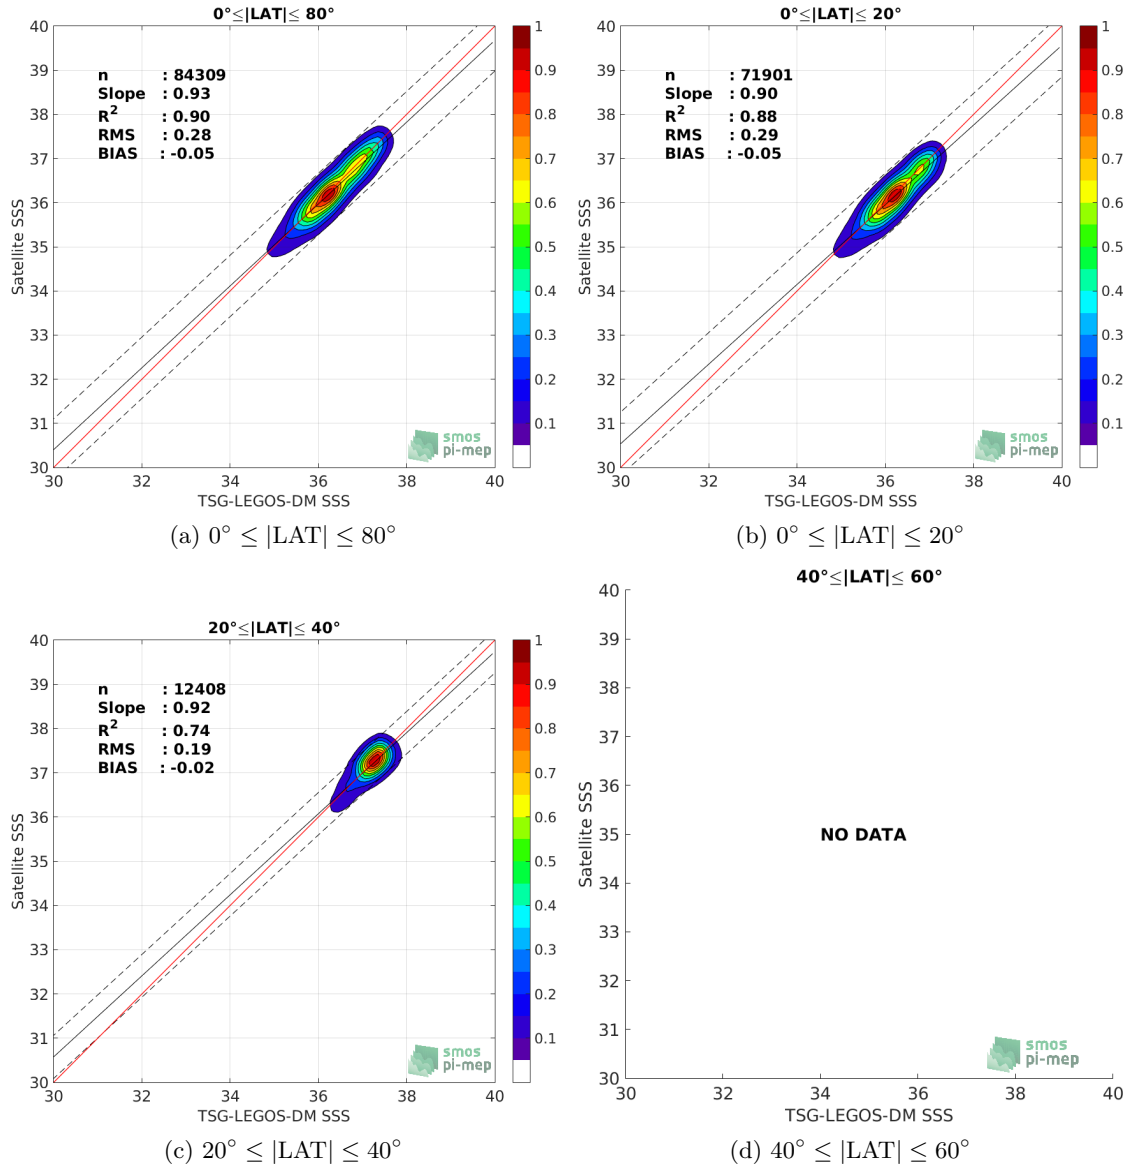 0°≤|LAT|≤ 80°
40
39
38
37
36
35
34
33
32
31
30
Satellite SSS
n : 84309
Slope : 0.93
R2 : 0.90
RMS : 0.28
BIAS : -0.05
smos
pi-mep
30 32 34 36 38 40
TSG-LEGOS-DM SSS
1
0.9
0.8
0.7
0.6
0.5
0.4
0.3
0.2
0.1
(a) 0° ≤ |LAT| ≤ 80°
0°≤|LAT|≤ 20°
40
39
38
37
36
35
34
33
32
31
30
Satellite SSS
n : 71901
Slope : 0.90
R2 : 0.88
RMS : 0.29
BIAS : -0.05
smos
pi-mep
30 32 34 36 38 40
TSG-LEGOS-DM SSS
1
0.9
0.8
0.7
0.6
0.5
0.4
0.3
0.2
0.1
(b) 0° ≤ |LAT| ≤ 20°
20°≤|LAT|≤ 40°
40
39
38
37
36
35
34
33
32
31
30
Satellite SSS
n : 12408
Slope : 0.92
R2 : 0.74
RMS : 0.19
BIAS : -0.02
smos
pi-mep
30 32 34 36 38 40
TSG-LEGOS-DM SSS
1
0.9
0.8
0.7
0.6
0.5
0.4
0.3
0.2
0.1
(c) 20° ≤ |LAT| ≤ 40°
40°≤|LAT|≤ 60°
40
39
38
37
36
35
34
33
32
31
30
Satellite SSS
NO DATA
smos
pi-mep
30 32 34 36 38 40
TSG-LEGOS-DM SSS
(d) 40° ≤ |LAT| ≤ 60°